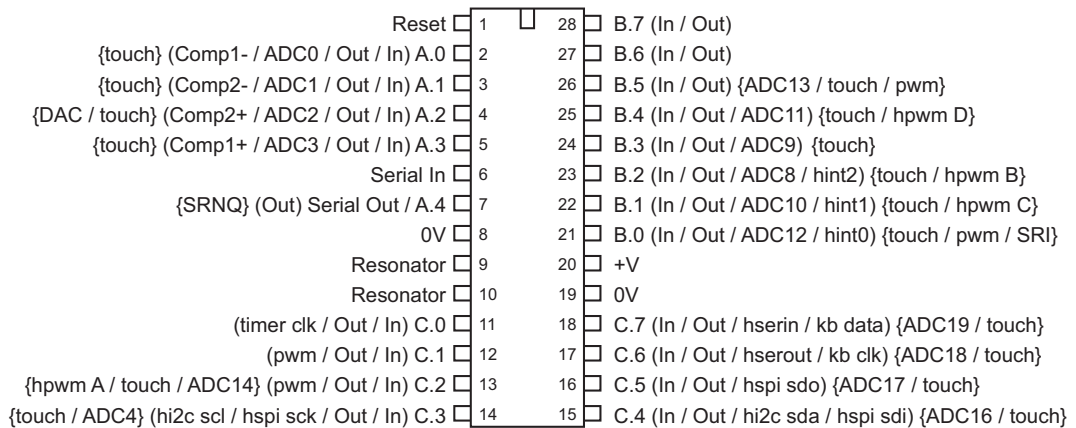 Reset 1 28 B.7 (In / Out)
{touch} (Comp1- / ADC0 / Out / In) A.0 2 27 B.6 (In / Out)
{touch} (Comp2- / ADC1 / Out / In) A.1 3 26 B.5 (In / Out) {ADC13 / touch / pwm}
{DAC / touch} (Comp2+ / ADC2 / Out / In) A.2 4 25 B.4 (In / Out / ADC11) {touch / hpwm D}
{touch} (Comp1+ / ADC3 / Out / In) A.3 5 24 B.3 (In / Out / ADC9) {touch}
Serial In 6 23 B.2 (In / Out / ADC8 / hint2) {touch / hpwm B}
{SRNQ} (Out) Serial Out / A.4 7 22 B.1 (In / Out / ADC10 / hint1) {touch / hpwm C}
0V 8 21 B.0 (In / Out / ADC12 / hint0) {touch / pwm / SRI}
Resonator 9 20 +V
Resonator 10 19 0V
(timer clk / Out / In) C.0 11 18 C.7 (In / Out / hserin / kb data) {ADC19 / touch}
(pwm / Out / In) C.1 12 17 C.6 (In / Out / hserout / kb clk) {ADC18 / touch}
{hpwm A / touch / ADC14} (pwm / Out / In) C.2 13 16 C.5 (In / Out / hspi sdo) {ADC17 / touch}
{touch / ADC4} (hi2c scl / hspi sck / Out / In) C.3 14 15 C.4 (In / Out / hi2c sda / hspi sdi) {ADC16 / touch}